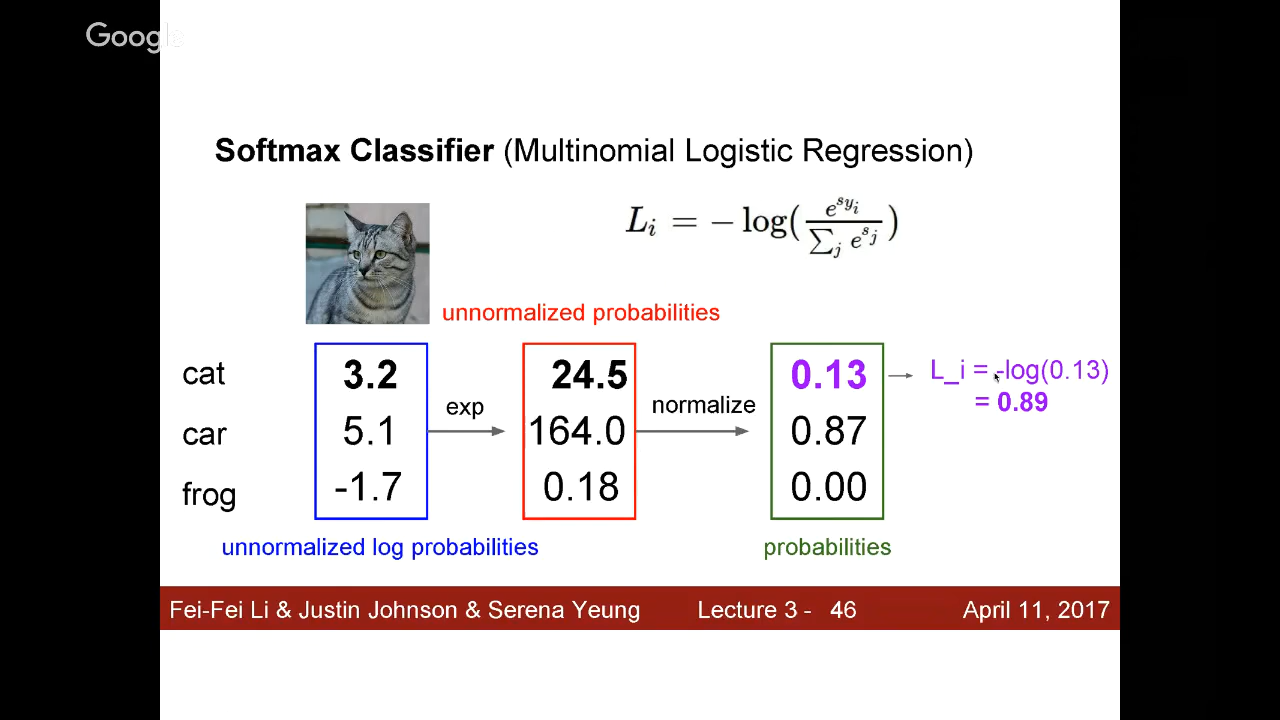 Google
Softmax Classifier (Multinomial Logistic Regression)
L_i = − log( e^{s_{y_i}} / ∑_j e^{s_j} )
unnormalized probabilities
cat 3.2 24.5 0.13 L_i = -log(0.13)
= 0.89
exp normalize
car 5.1 164.0 0.87
frog -1.7 0.18 0.00
unnormalized log probabilities probabilities
Fei-Fei Li & Justin Johnson & Serena Yeung Lecture 3 - 46 April 11, 2017